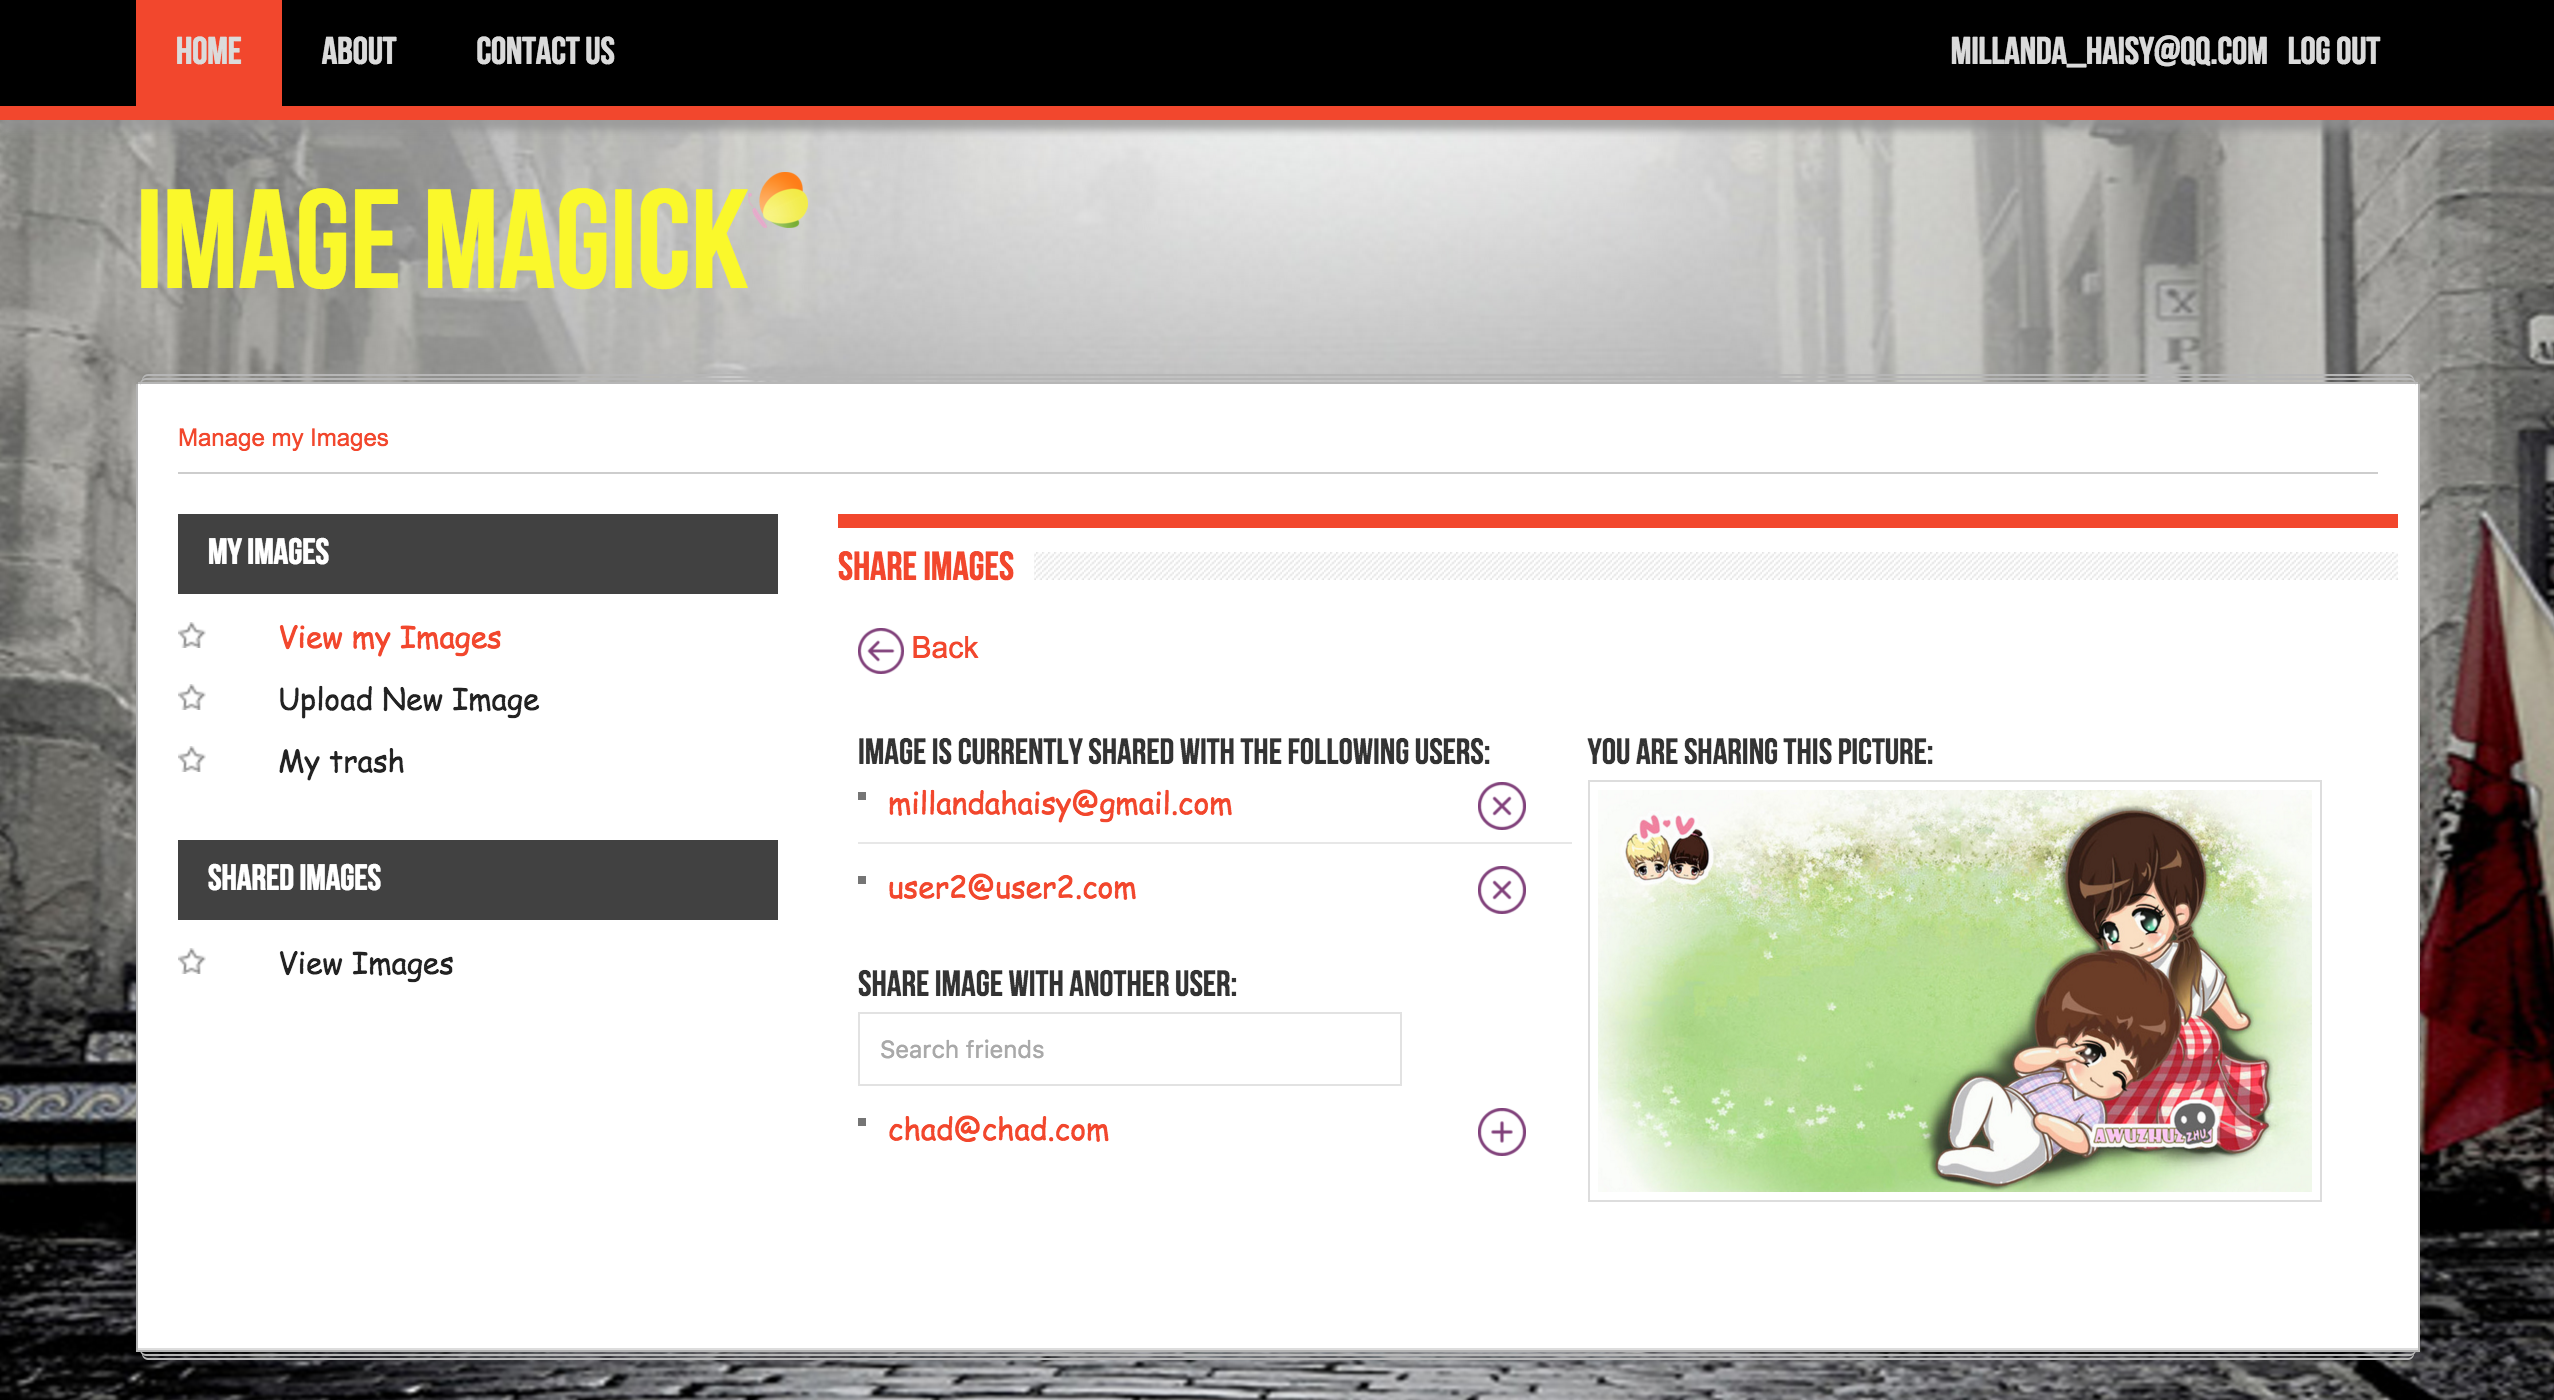 HOME
ABOUT
CONTACT US
MILLANDA_HAISY@QQ.COM
LOG OUT
IMAGE MAGICK
Manage my Images
MY IMAGES
View my Images
Upload New Image
My trash
SHARED IMAGES
View Images
SHARE IMAGES
Back
IMAGE IS CURRENTLY SHARED WITH THE FOLLOWING USERS:
millandahaisy@gmail.com
user2@user2.com
SHARE IMAGE WITH ANOTHER USER:
Search friends
chad@chad.com
YOU ARE SHARING THIS PICTURE:
N·V
P